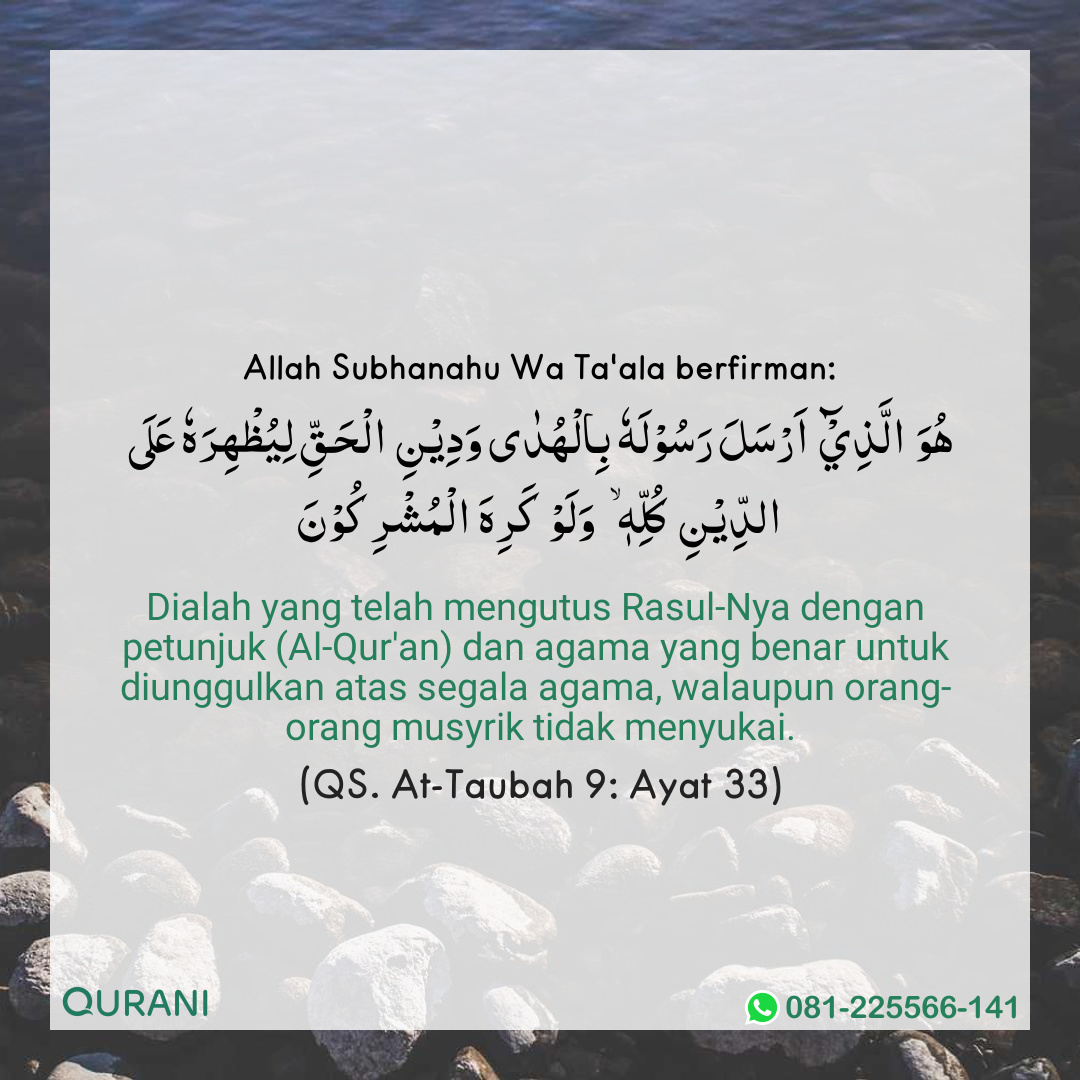 Allah Subhanahu Wa Ta'ala berfirman:
هُوَ الَّذِيْٓ اَرْسَلَ رَسُوْلَهٗ بِالْهُدٰى وَدِيْنِ الْحَـقِّ لِيُظْهِرَهٗ عَلَى
الدِّيْنِ كُلِّهٖ ۙ وَلَوْ كَرِهَ الْمُشْرِكُوْنَ
Dialah yang telah mengutus Rasul-Nya dengan
petunjuk (Al-Qur'an) dan agama yang benar untuk
diunggulkan atas segala agama, walaupun orang-
orang musyrik tidak menyukai.
(QS. At-Taubah 9: Ayat 33)
QURANI
081-225566-141